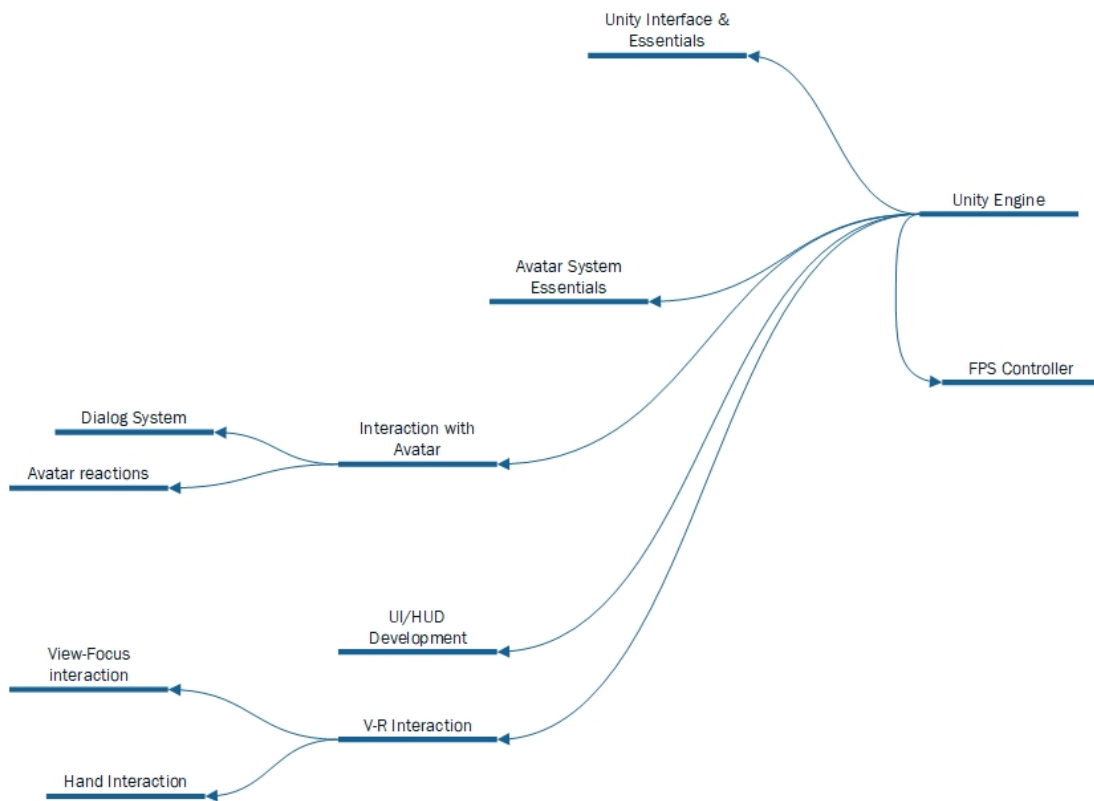 Unity Interface &
Essentials
Unity Engine
Avatar System
Essentials
FPS Controller
Dialog System
Interaction with
Avatar
Avatar reactions
UI/HUD
Development
View-Focus
interaction
V-R Interaction
Hand Interaction